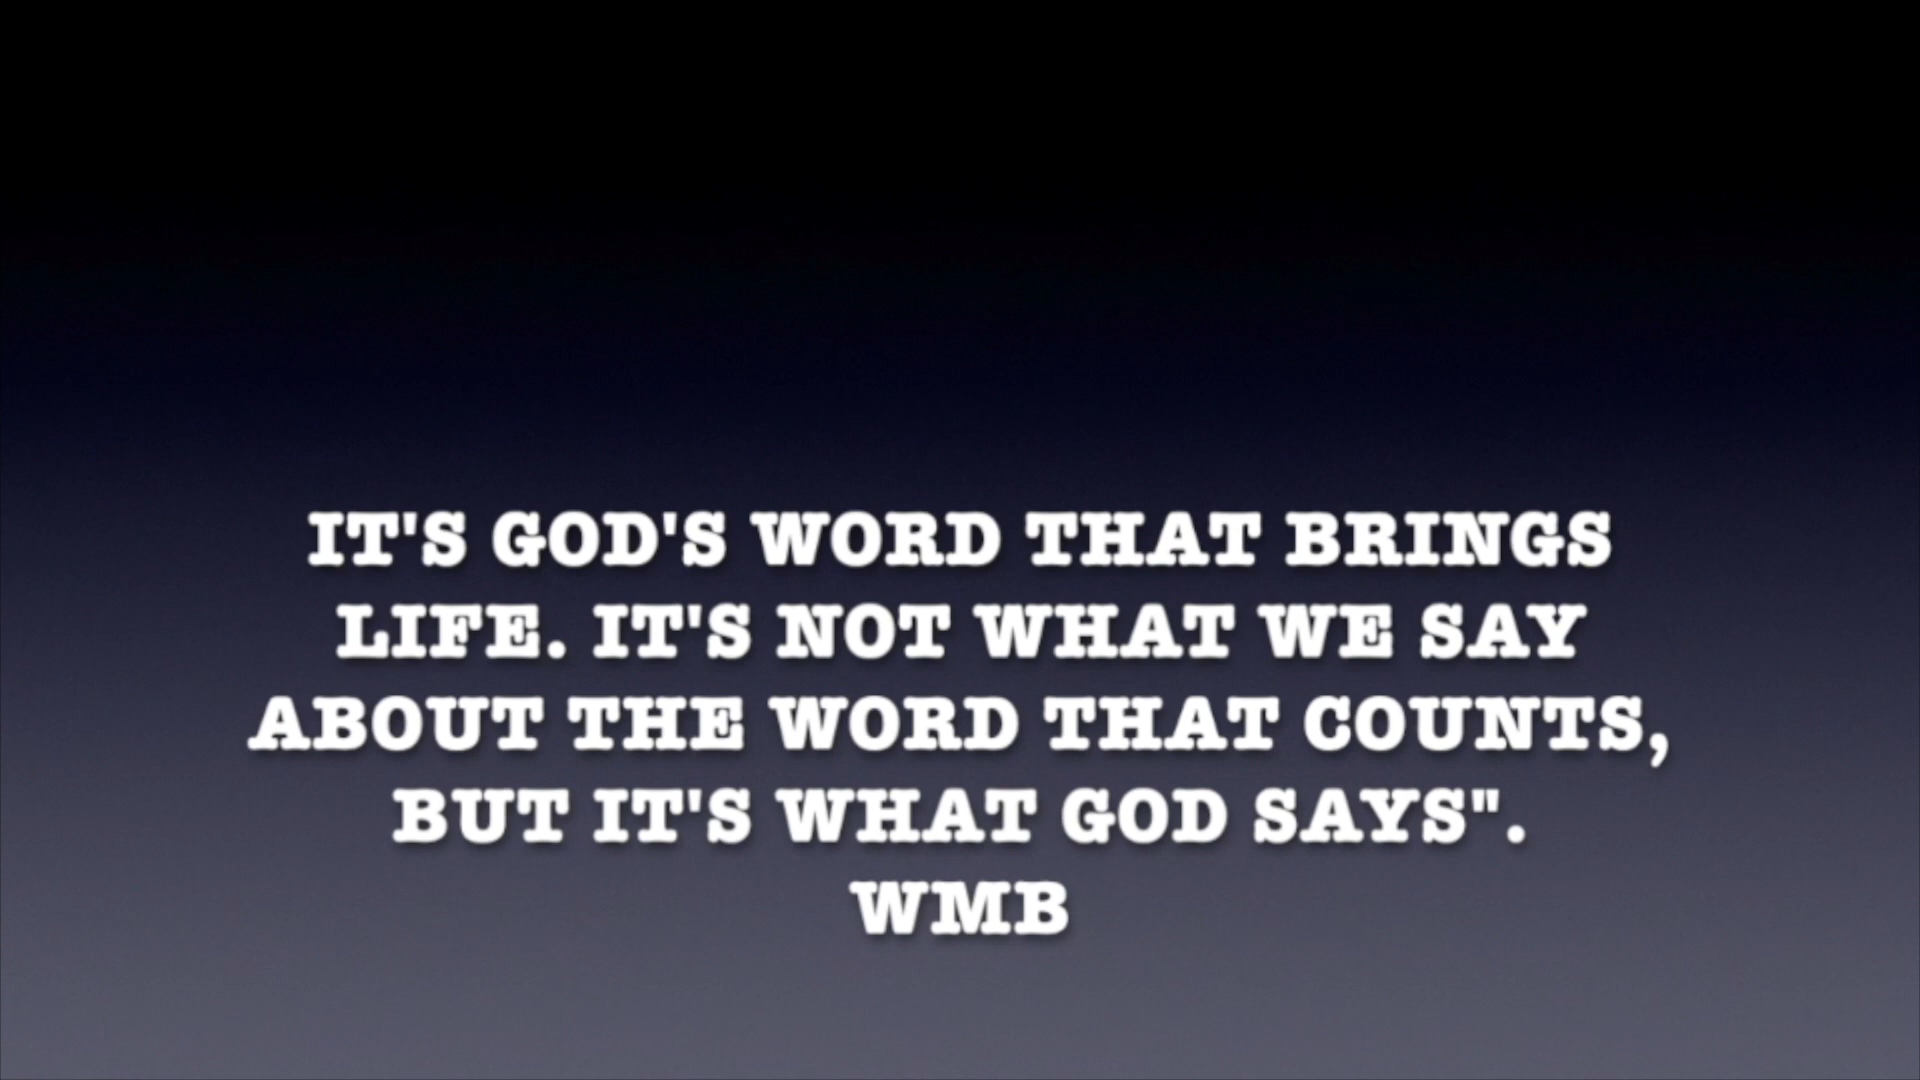 IT'S GOD'S WORD THAT BRINGS
LIFE. IT'S NOT WHAT WE SAY
ABOUT THE WORD THAT COUNTS,
BUT IT'S WHAT GOD SAYS".
WMB